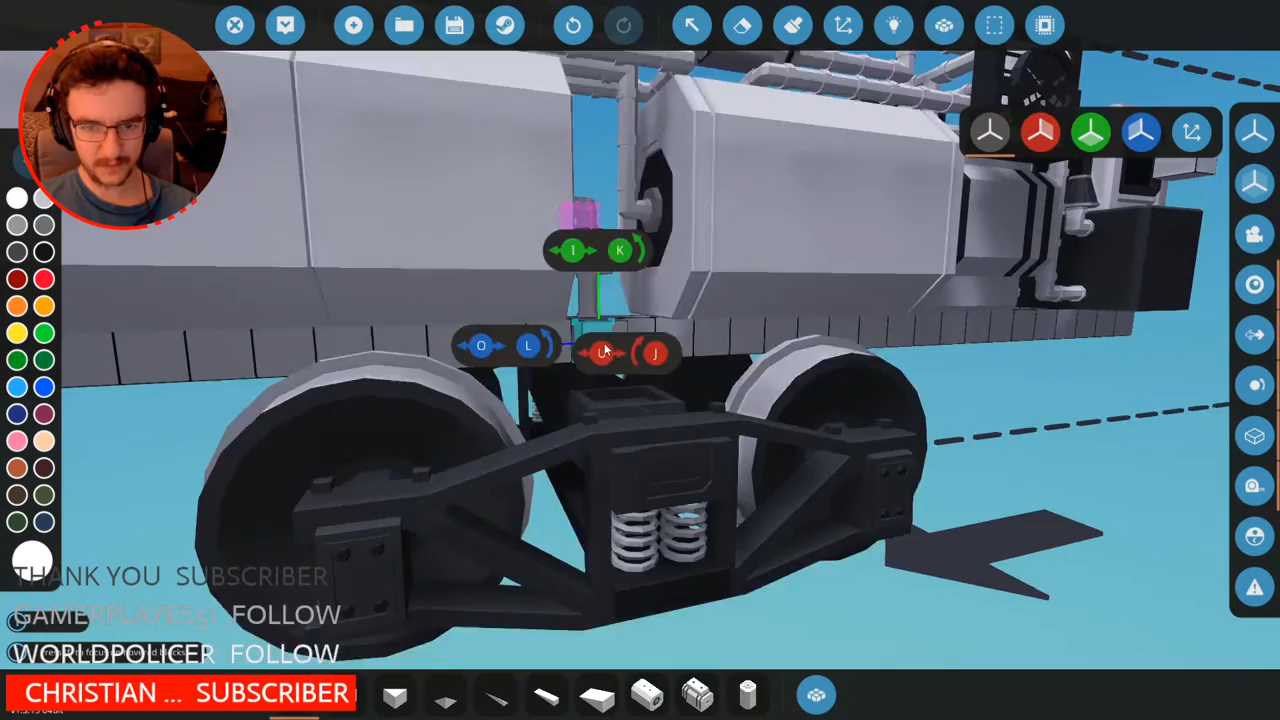 I K
O L
U J
THANK YOU SUBSCRIBER
GAMERPLAYES51 FOLLOW
WORLDPOLICER FOLLOW
CHRISTIAN ... SUBSCRIBER